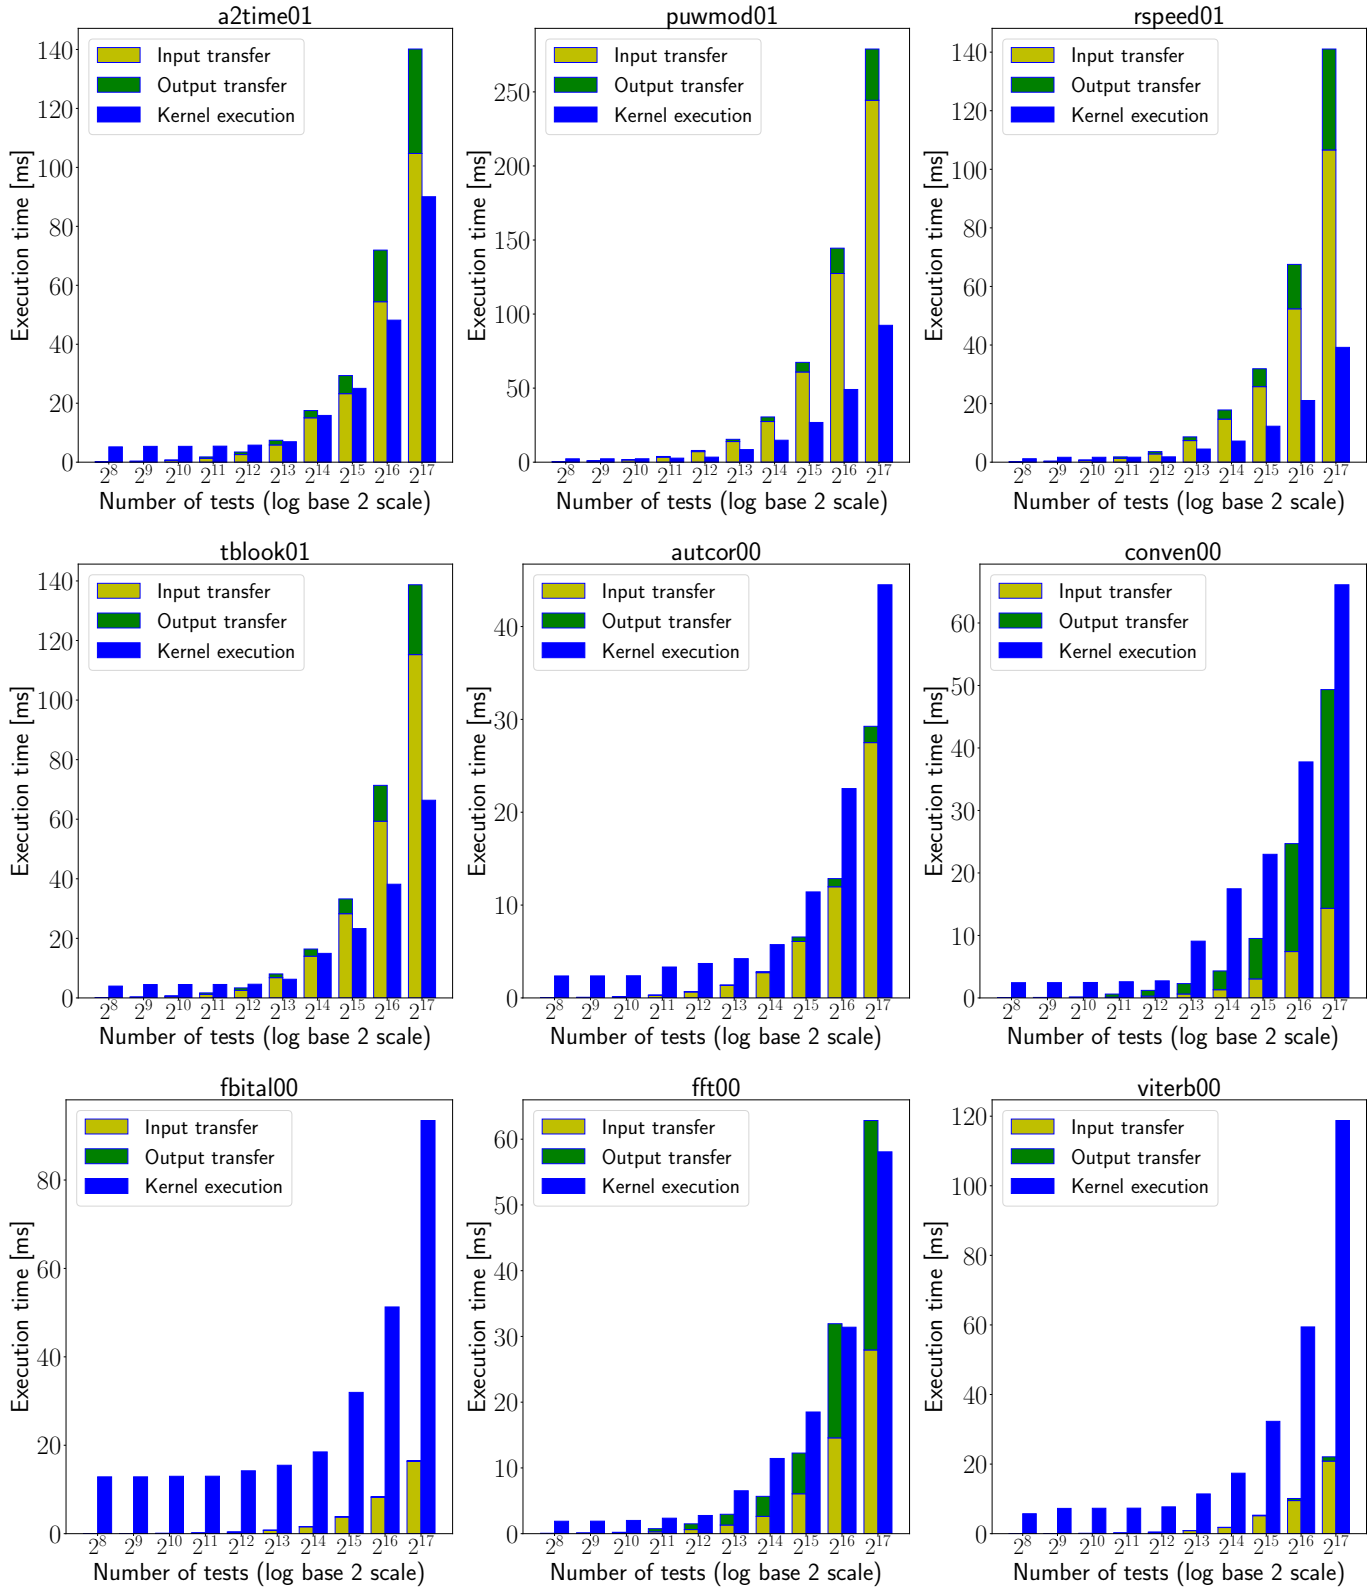 a2time01
Input transfer
Output transfer
Kernel execution
Execution time [ms]
140
120
100
80
60
40
20
0
2^8 2^9 2^10 2^11 2^12 2^13 2^14 2^15 2^16 2^17
Number of tests (log base 2 scale)
puwmod01
Input transfer
Output transfer
Kernel execution
Execution time [ms]
250
200
150
100
50
0
2^8 2^9 2^10 2^11 2^12 2^13 2^14 2^15 2^16 2^17
Number of tests (log base 2 scale)
rspeed01
Input transfer
Output transfer
Kernel execution
Execution time [ms]
140
120
100
80
60
40
20
0
2^8 2^9 2^10 2^11 2^12 2^13 2^14 2^15 2^16 2^17
Number of tests (log base 2 scale)
tblook01
Input transfer
Output transfer
Kernel execution
Execution time [ms]
140
120
100
80
60
40
20
0
2^8 2^9 2^10 2^11 2^12 2^13 2^14 2^15 2^16 2^17
Number of tests (log base 2 scale)
autcor00
Input transfer
Output transfer
Kernel execution
Execution time [ms]
40
30
20
10
0
2^8 2^9 2^10 2^11 2^12 2^13 2^14 2^15 2^16 2^17
Number of tests (log base 2 scale)
conven00
Input transfer
Output transfer
Kernel execution
Execution time [ms]
60
50
40
30
20
10
0
2^8 2^9 2^10 2^11 2^12 2^13 2^14 2^15 2^16 2^17
Number of tests (log base 2 scale)
fbital00
Input transfer
Output transfer
Kernel execution
Execution time [ms]
80
60
40
20
0
2^8 2^9 2^10 2^11 2^12 2^13 2^14 2^15 2^16 2^17
Number of tests (log base 2 scale)
fft00
Input transfer
Output transfer
Kernel execution
Execution time [ms]
60
50
40
30
20
10
0
2^8 2^9 2^10 2^11 2^12 2^13 2^14 2^15 2^16 2^17
Number of tests (log base 2 scale)
viterb00
Input transfer
Output transfer
Kernel execution
Execution time [ms]
120
100
80
60
40
20
0
2^8 2^9 2^10 2^11 2^12 2^13 2^14 2^15 2^16 2^17
Number of tests (log base 2 scale)